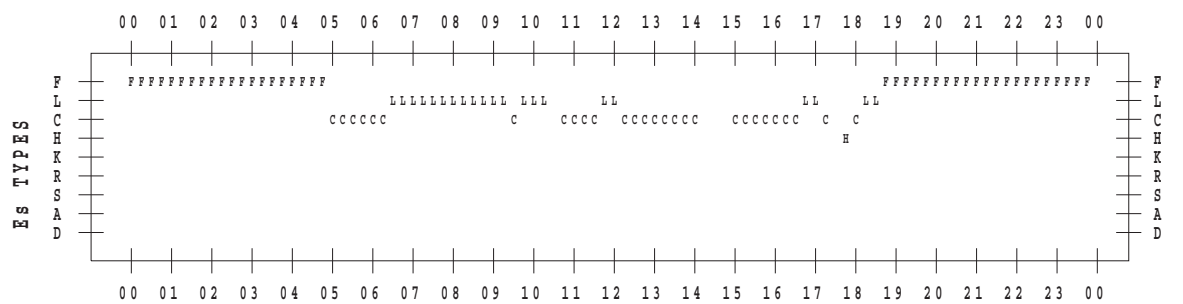 00 01 02 03 04 05 06 07 08 09 10 11 12 13 14 15 16 17 18 19 20 21 22 23 00
F FFFFFFFFFFFFFFFFFFFF FFFFFFFFFFFFFFFFFFFFF F
L LLLLLLLLLLLL LLL LL LL LL L
C CCCCCC C CCCC CCCCCCCC CCCCCCC C C C
H H H
K K
R R
S S
A A
D D
Es TYPES
00 01 02 03 04 05 06 07 08 09 10 11 12 13 14 15 16 17 18 19 20 21 22 23 00